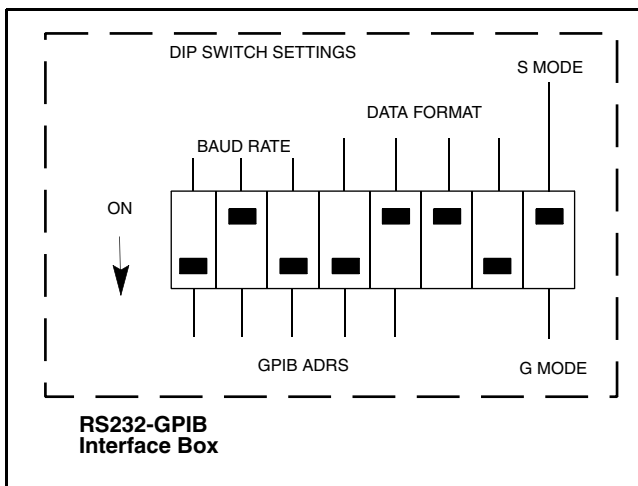 DIP SWITCH SETTINGS
S MODE
DATA FORMAT
BAUD RATE
ON
GPIB ADRS
G MODE
RS232-GPIB
Interface Box